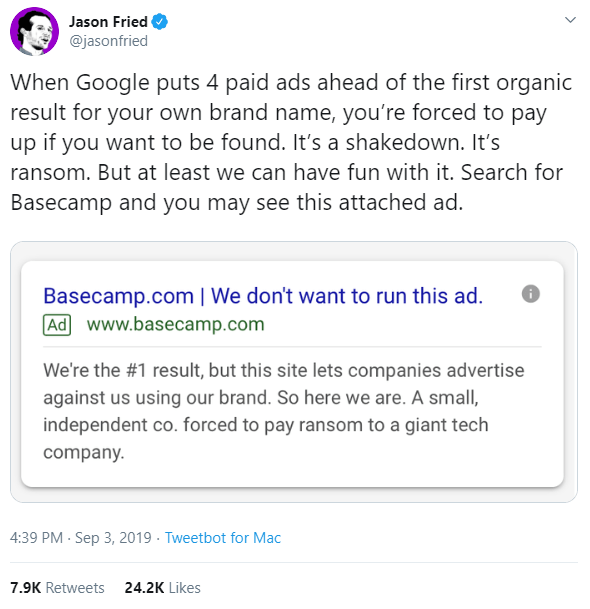 Jason Fried
@jasonfried
When Google puts 4 paid ads ahead of the first organic
result for your own brand name, you’re forced to pay
up if you want to be found. It’s a shakedown. It’s
ransom. But at least we can have fun with it. Search for
Basecamp and you may see this attached ad.
Basecamp.com | We don't want to run this ad.
Ad www.basecamp.com
We're the #1 result, but this site lets companies advertise
against us using our brand. So here we are. A small,
independent co. forced to pay ransom to a giant tech
company.
4:39 PM · Sep 3, 2019 · Tweetbot for Mac
7.9K Retweets 24.2K Likes